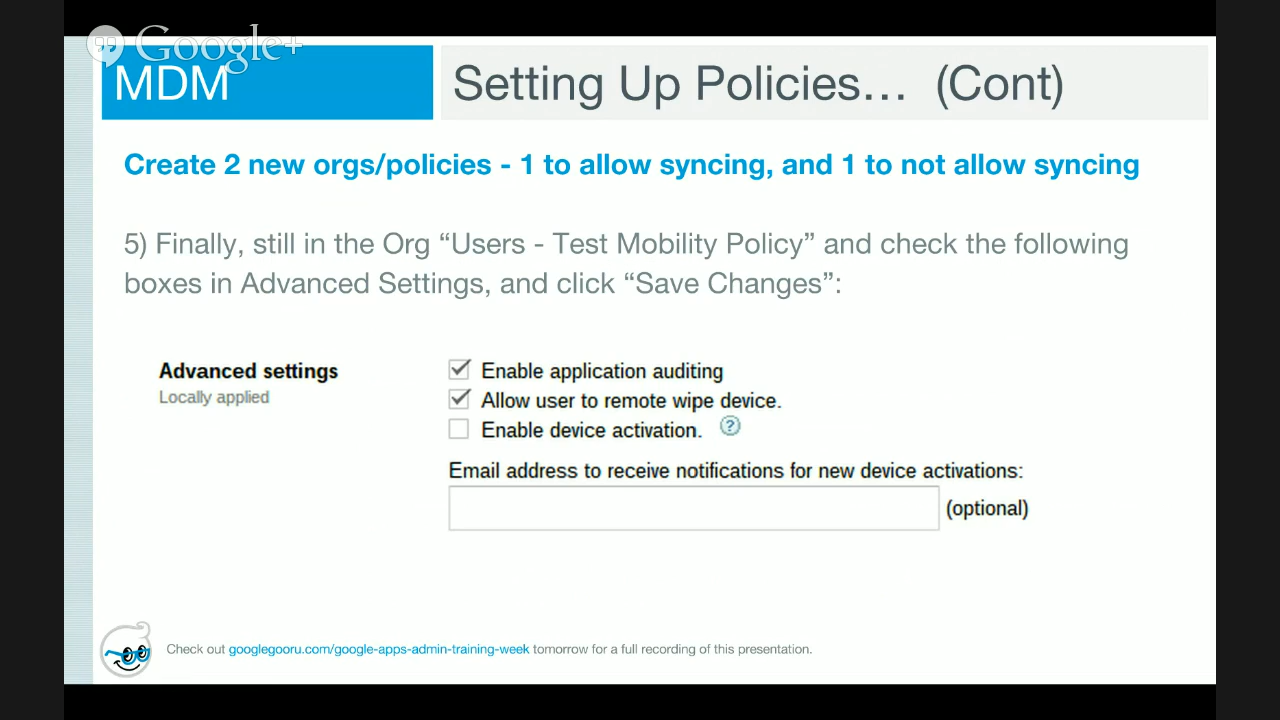 Google+
MDM
Setting Up Policies… (Cont)
Create 2 new orgs/policies - 1 to allow syncing, and 1 to not allow syncing
5) Finally, still in the Org “Users - Test Mobility Policy” and check the following
boxes in Advanced Settings, and click “Save Changes”:
Advanced settings
Locally applied
Enable application auditing
Allow user to remote wipe device.
Enable device activation. ?
Email address to receive notifications for new device activations:
(optional)
Check out googlegooru.com/google-apps-admin-training-week tomorrow for a full recording of this presentation.